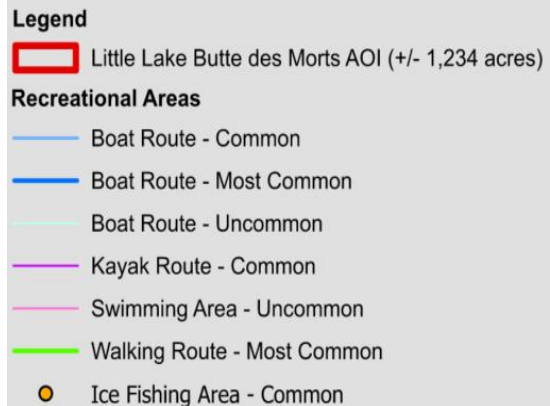 Legend
Little Lake Butte des Morts AOI (+/- 1,234 acres)
Recreational Areas
Boat Route - Common
Boat Route - Most Common
Boat Route - Uncommon
Kayak Route - Common
Swimming Area - Uncommon
Walking Route - Most Common
Ice Fishing Area - Common